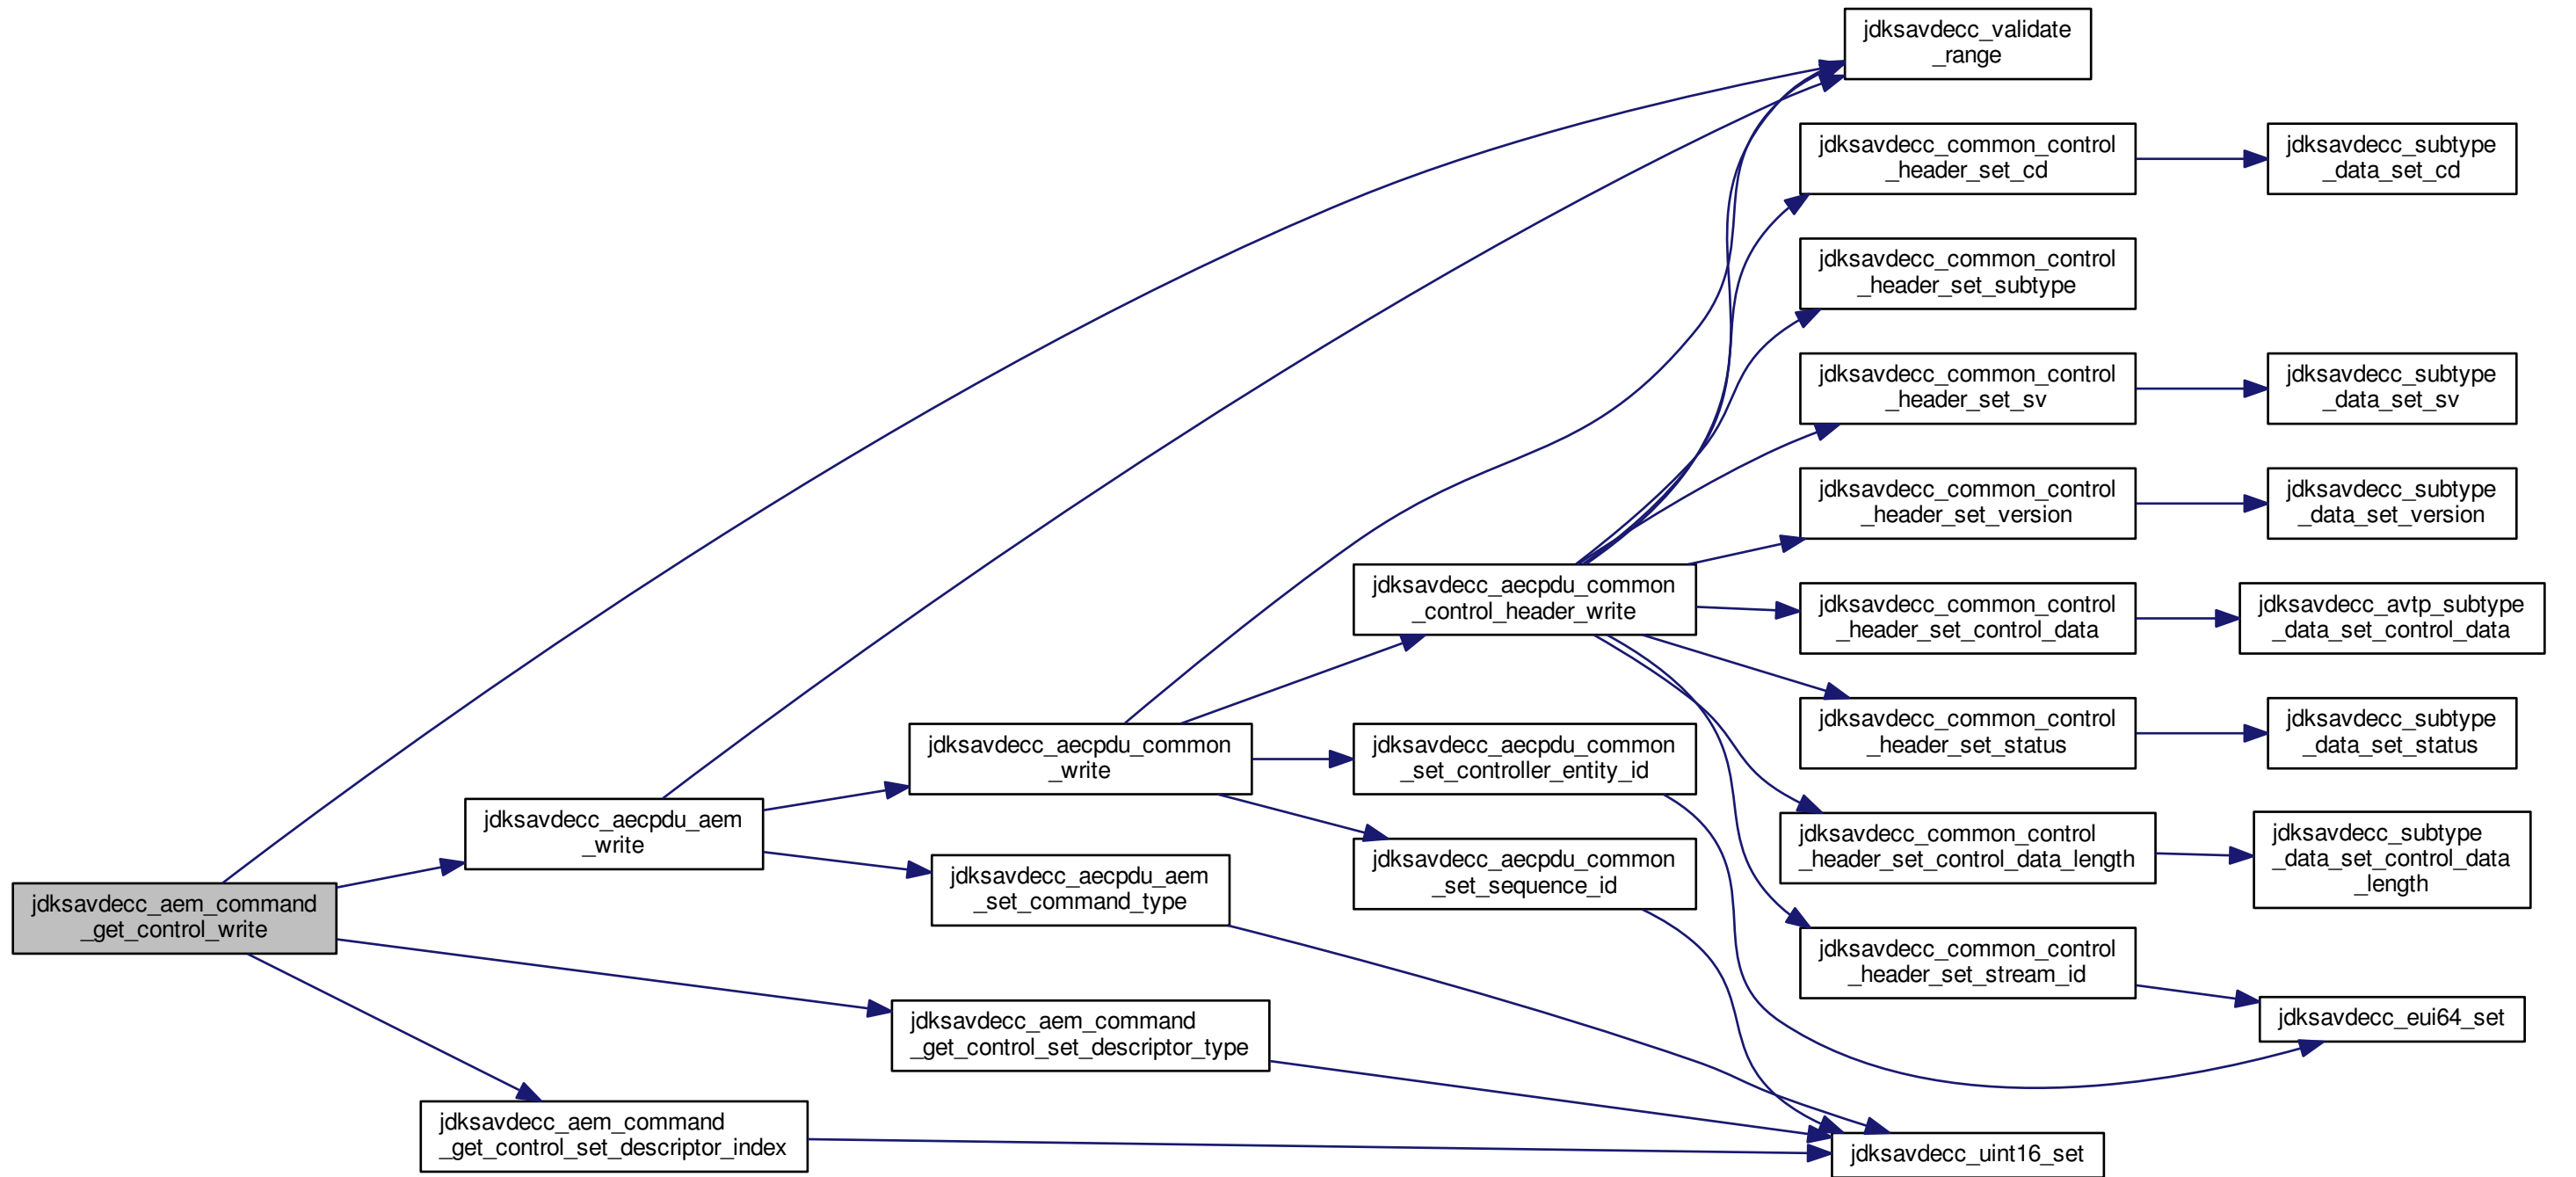 jdksavdecc_validate
_range
jdksavdecc_common_control
_header_set_cd
jdksavdecc_subtype
_data_set_cd
jdksavdecc_common_control
_header_set_subtype
jdksavdecc_common_control
_header_set_sv
jdksavdecc_subtype
_data_set_sv
jdksavdecc_common_control
_header_set_version
jdksavdecc_subtype
_data_set_version
jdksavdecc_aecpdu_common
_control_header_write
jdksavdecc_common_control
_header_set_control_data
jdksavdecc_avtp_subtype
_data_set_control_data
jdksavdecc_common_control
_header_set_status
jdksavdecc_subtype
_data_set_status
jdksavdecc_aecpdu_common
_write
jdksavdecc_aecpdu_common
_set_controller_entity_id
jdksavdecc_aecpdu_aem
_write
jdksavdecc_common_control
_header_set_control_data_length
jdksavdecc_subtype
_data_set_control_data
_length
jdksavdecc_aecpdu_common
_set_sequence_id
jdksavdecc_aecpdu_aem
_set_command_type
jdksavdecc_aem_command
_get_control_write
jdksavdecc_common_control
_header_set_stream_id
jdksavdecc_eui64_set
jdksavdecc_aem_command
_get_control_set_descriptor_type
jdksavdecc_aem_command
_get_control_set_descriptor_index
jdksavdecc_uint16_set